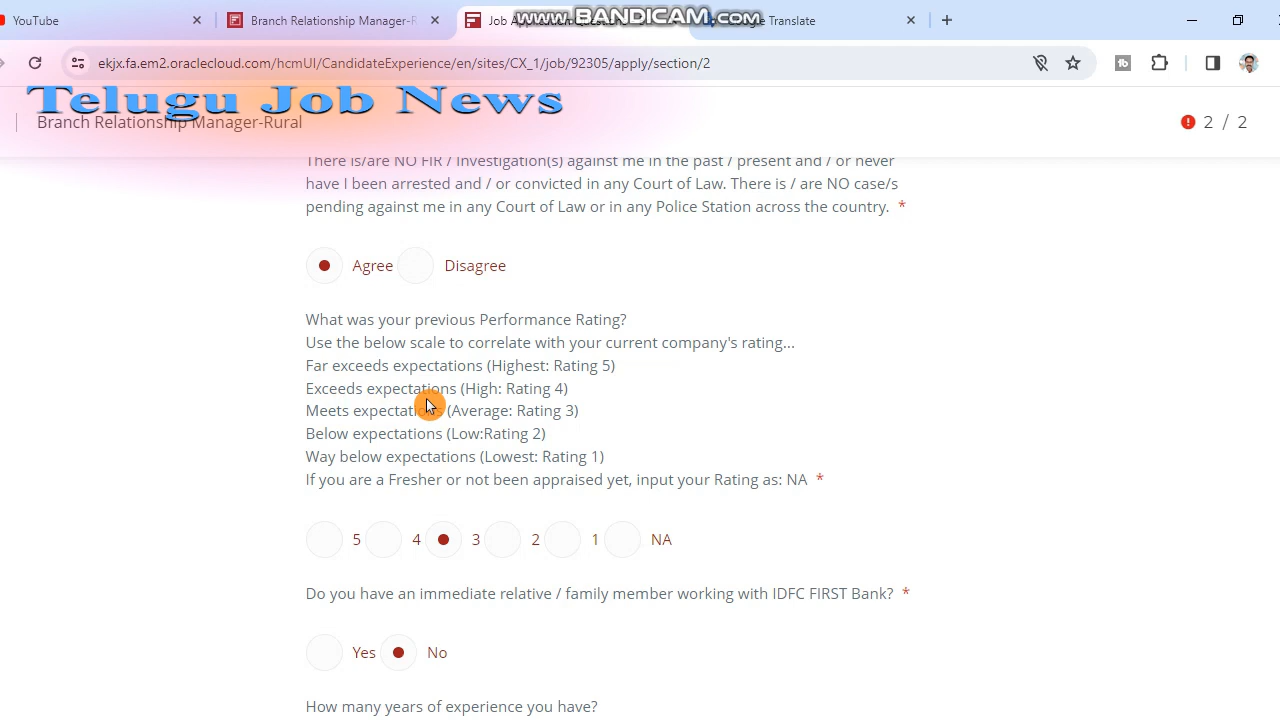 YouTube
Branch Relationship Manager-R
Job Application Questions
www.BANDICAM.com
Google Translate
ekjx.fa.em2.oraclecloud.com/hcmUI/CandidateExperience/en/sites/CX_1/job/92305/apply/section/2
Telugu Job News
Branch Relationship Manager-Rural
2 / 2
There is/are NO FIR / Investigation(s) against me in the past / present and / or never
have I been arrested and / or convicted in any Court of Law. There is / are NO case/s
pending against me in any Court of Law or in any Police Station across the country. *
Agree Disagree
What was your previous Performance Rating?
Use the below scale to correlate with your current company's rating...
Far exceeds expectations (Highest: Rating 5)
Exceeds expectations (High: Rating 4)
Meets expectations (Average: Rating 3)
Below expectations (Low:Rating 2)
Way below expectations (Lowest: Rating 1)
If you are a Fresher or not been appraised yet, input your Rating as: NA *
5 4 3 2 1 NA
Do you have an immediate relative / family member working with IDFC FIRST Bank? *
Yes No
How many years of experience you have?